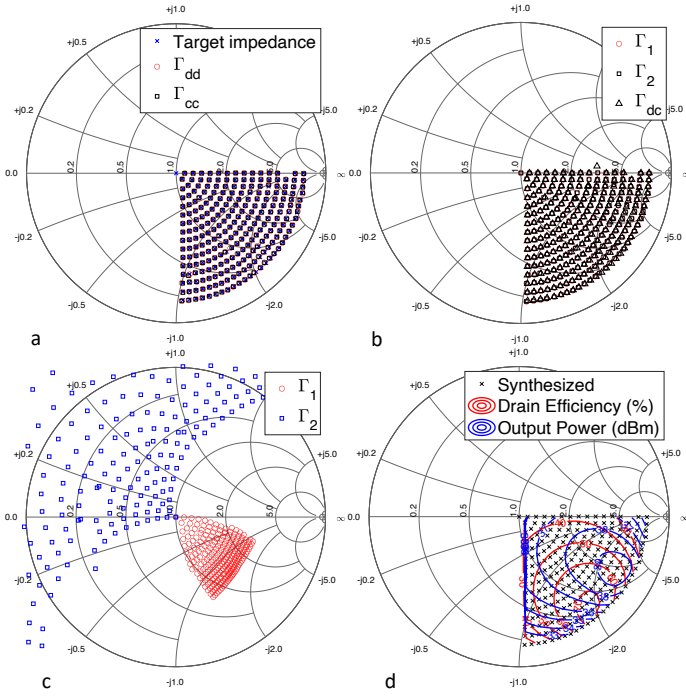 +j1.0
× Target impedance
Γdd
Γcc
+j0.5
+j0.2
+j5.0
0.0
0.2
0.5
1.0
5.0
∞
-j0.2
-j5.0
-j0.5
-j2.0
-j1.0
a
+j1.0
Γ1
Γ2
Γdc
+j0.5
+j0.2
+j5.0
0.0
0.2
0.5
1.0
5.0
∞
-j0.2
-j5.0
-j0.5
-j2.0
-j1.0
b
+j1.0
Γ1
Γ2
+j0.5
+j0.2
+j5.0
0.0
0.2
0.5
5.0
∞
-j0.2
-j5.0
-j0.5
-j2.0
-j1.0
c
+j1.0
× Synthesized
Drain Efficiency (%)
Output Power (dBm)
+j0.5
+j0.2
+j5.0
0.0
0.2
0.5
1.0
5.0
∞
-j0.2
-j5.0
-j0.5
-j2.0
-j1.0
d